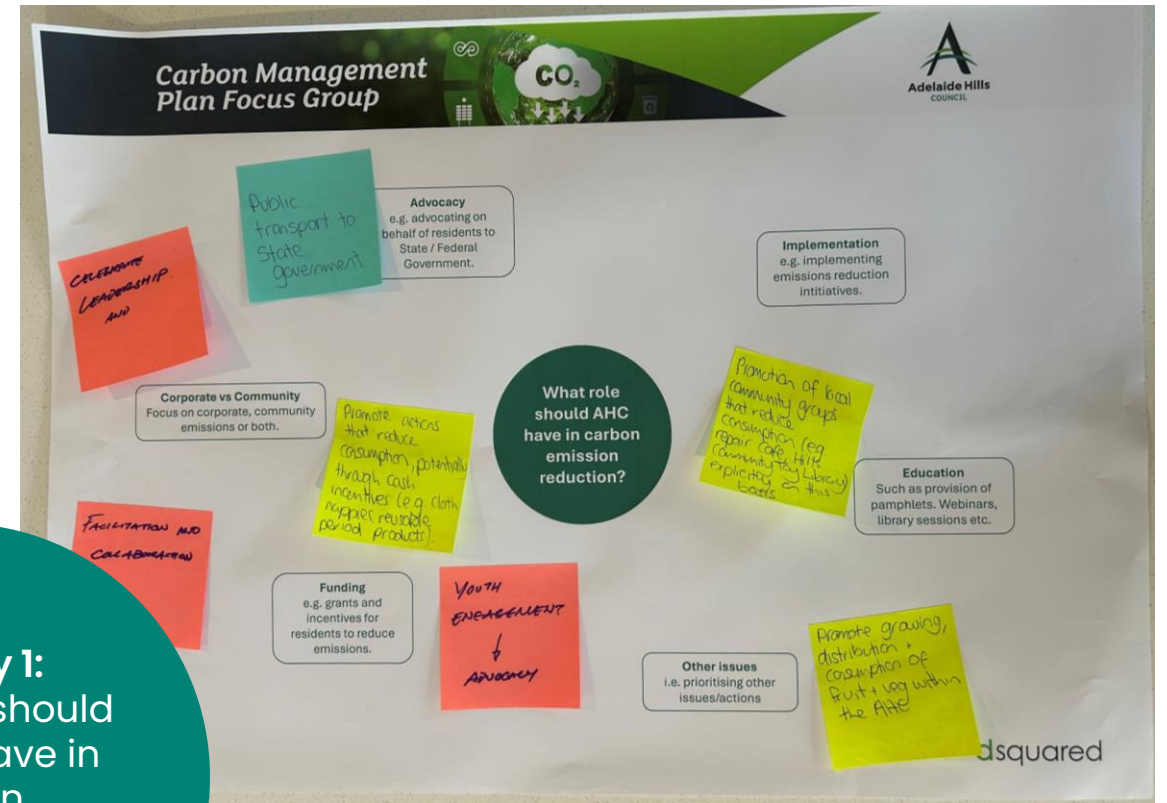 Carbon Management
Plan Focus Group
CO₂
Adelaide Hills
COUNCIL
Public
transport to
State
government
Advocacy
e.g. advocating on
behalf of residents to
State / Federal
Government.
Implementation
e.g. implementing
emissions reduction
intitiatives.
CELEBRATE
LEADERSHIP
AND
Corporate vs Community
Focus on corporate, community
emissions or both.
Promote actions
that reduce
consumption, potentially
through cash
incentives (e.g. cloth
nappies, reusable
period products).
What role
should AHC
have in carbon
emission
reduction?
Promotion of local
community groups
that reduce
consumption (eg
repair cafe, Hills
Community Toy Library)
explicitly on this
basis
Education
Such as provision of
pamphlets. Webinars,
library sessions etc.
FACILITATION AND
COLLABORATION
Funding
e.g. grants and
incentives for
residents to reduce
emissions.
YOUTH
ENGAGEMENT
↓
ADVOCACY
Other issues
i.e. prioritising other
issues/actions
Promote growing,
distribution +
consumption of
fruit + veg within
the AHC
dsquared
y 1:
should
ave in
n